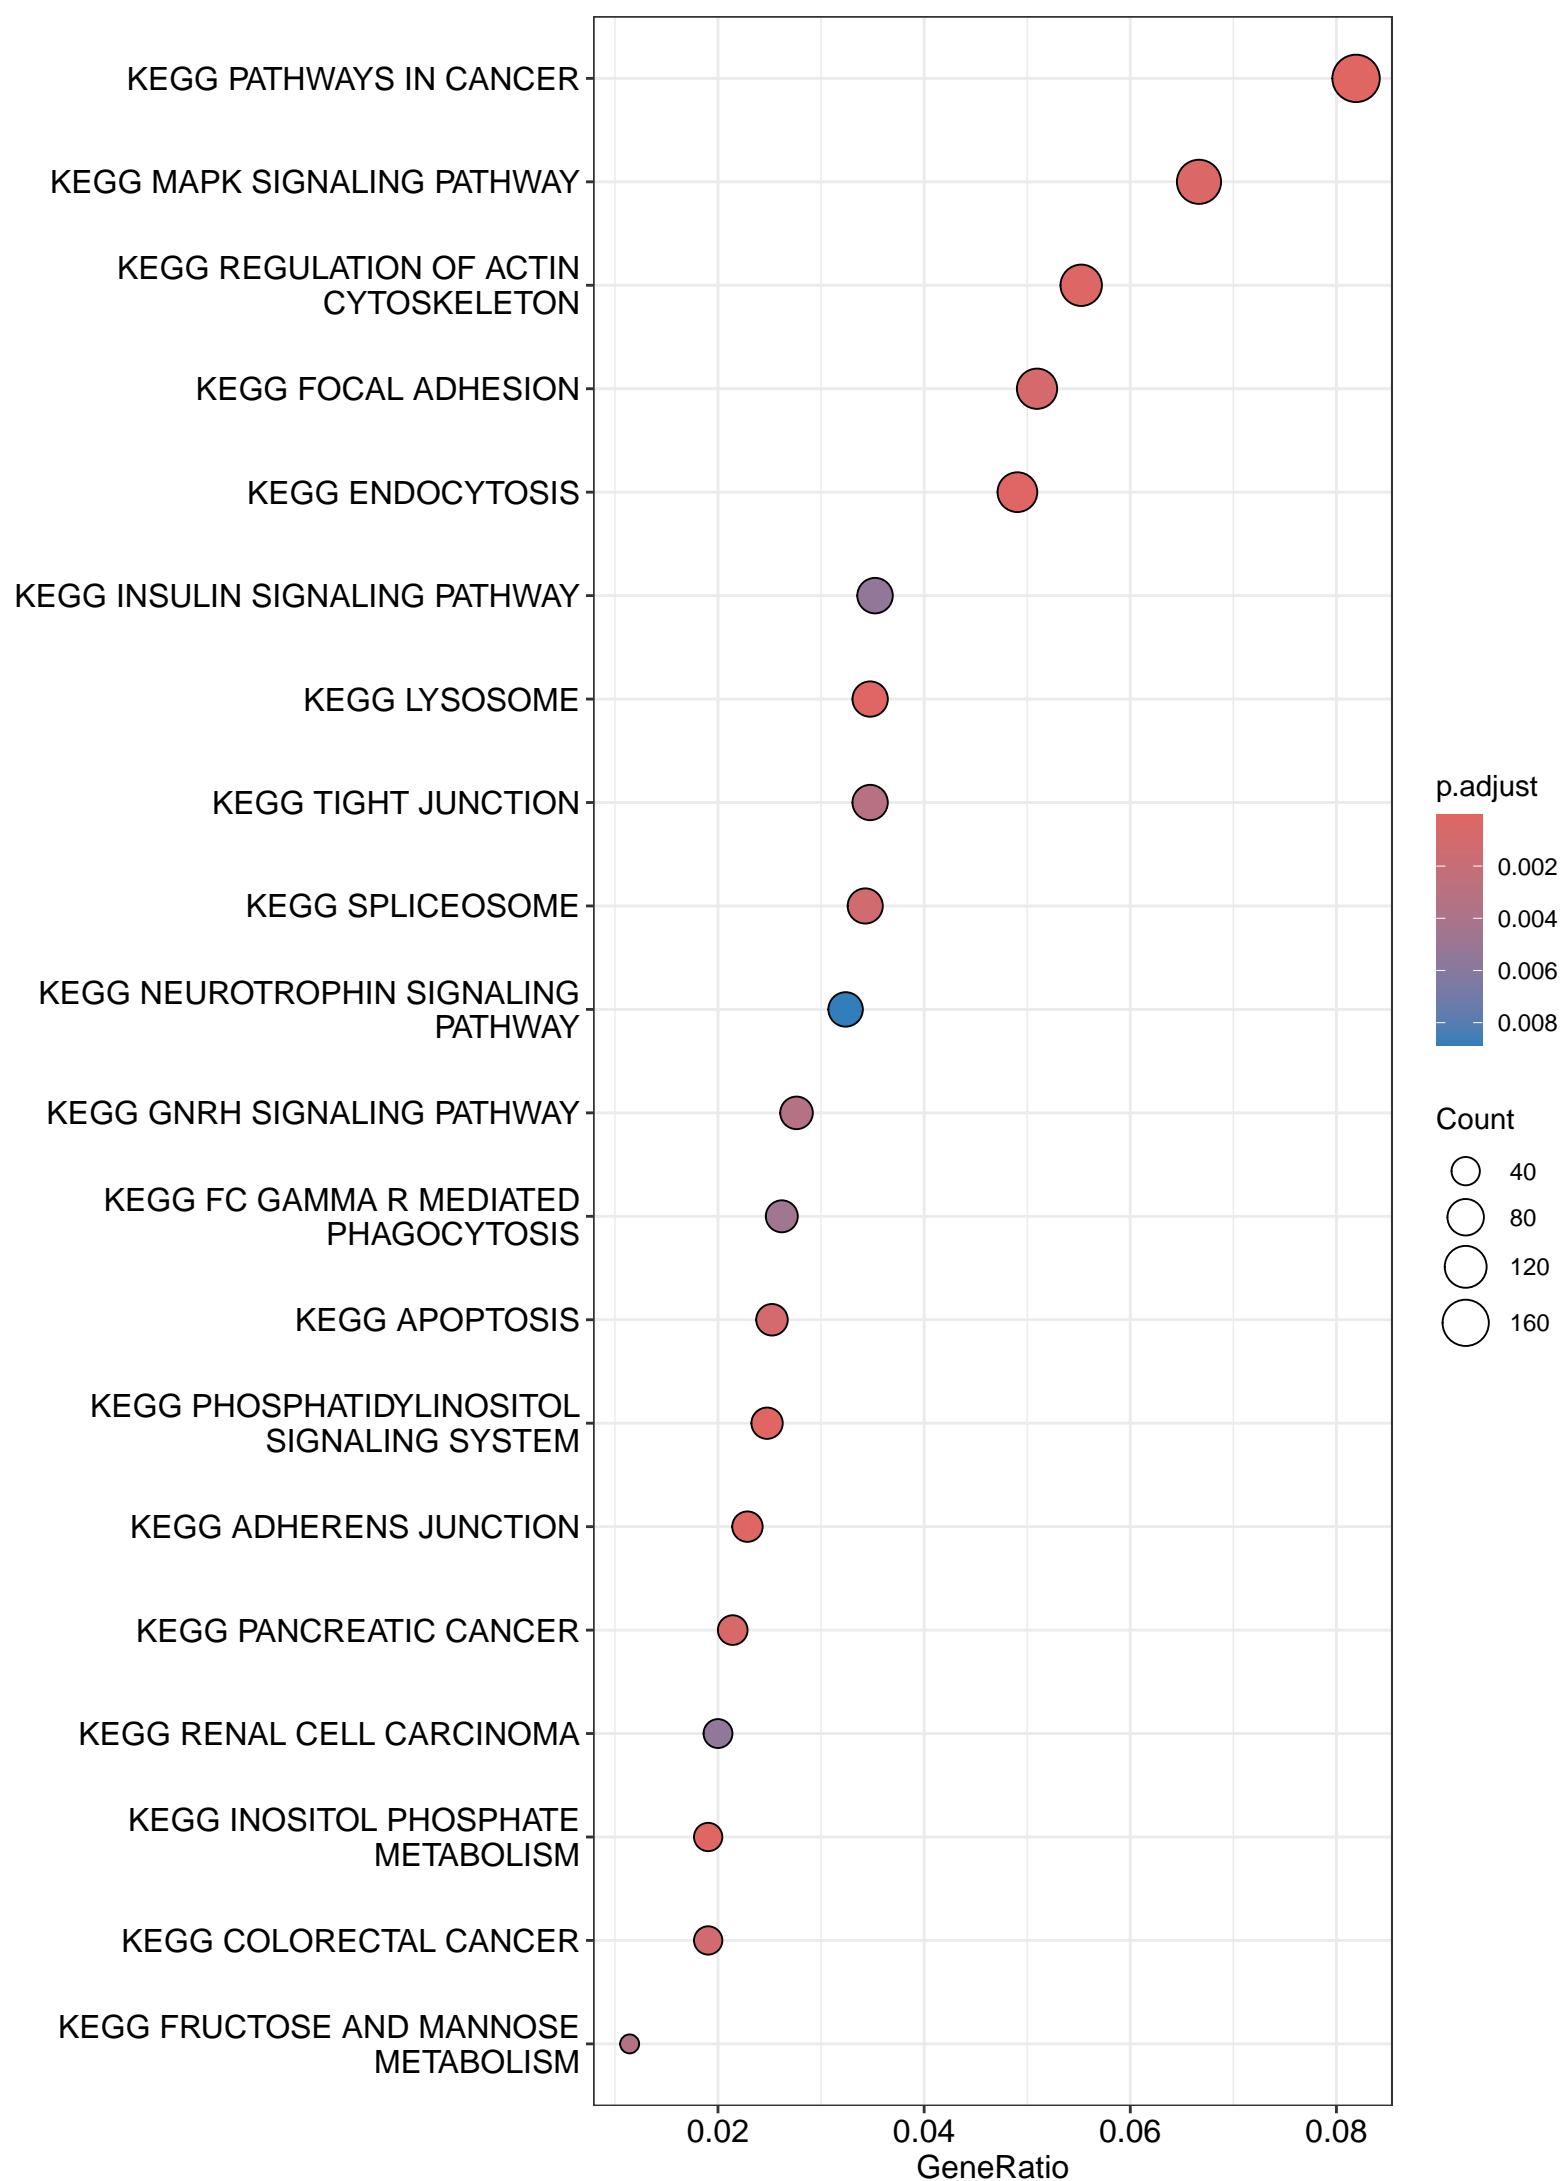 KEGG PATHWAYS IN CANCER
KEGG MAPK SIGNALING PATHWAY
KEGG REGULATION OF ACTIN
CYTOSKELETON
KEGG FOCAL ADHESION
KEGG ENDOCYTOSIS
KEGG INSULIN SIGNALING PATHWAY
KEGG LYSOSOME
KEGG TIGHT JUNCTION
KEGG SPLICEOSOME
KEGG NEUROTROPHIN SIGNALING
PATHWAY
KEGG GNRH SIGNALING PATHWAY
KEGG FC GAMMA R MEDIATED
PHAGOCYTOSIS
KEGG APOPTOSIS
KEGG PHOSPHATIDYLINOSITOL
SIGNALING SYSTEM
KEGG ADHERENS JUNCTION
KEGG PANCREATIC CANCER
KEGG RENAL CELL CARCINOMA
KEGG INOSITOL PHOSPHATE
METABOLISM
KEGG COLORECTAL CANCER
KEGG FRUCTOSE AND MANNOSE
METABOLISM
0.02 0.04 0.06 0.08
GeneRatio
p.adjust
0.002
0.004
0.006
0.008
Count
40
80
120
160